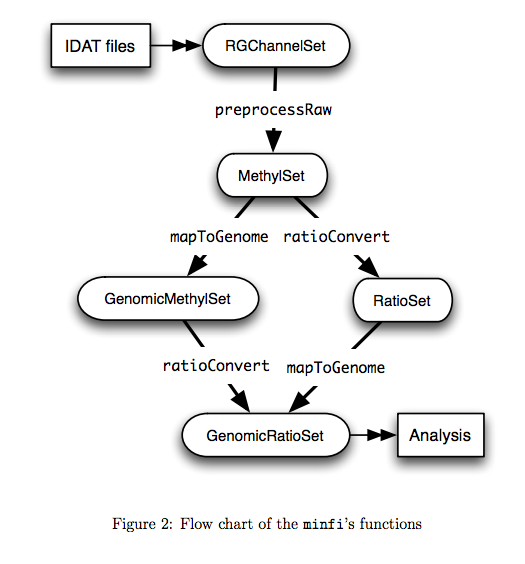 IDAT files
RGChannelSet
preprocessRaw
MethylSet
mapToGenome
ratioConvert
GenomicMethylSet
RatioSet
ratioConvert
mapToGenome
GenomicRatioSet
Analysis
Figure 2: Flow chart of the minfi's functions